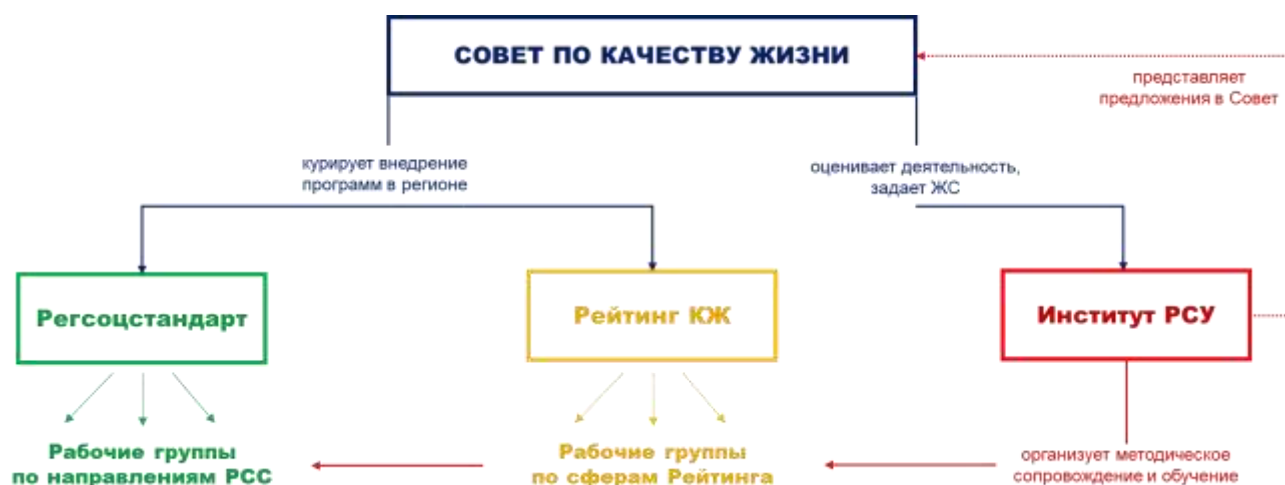 СОВЕТ ПО КАЧЕСТВУ ЖИЗНИ
представляет
предложения в Совет
курирует внедрение
программ в регионе
оценивает деятельность,
задает ЖС
Регсоцстандарт
Рейтинг КЖ
Институт РСУ
Рабочие группы
по направлениям РСС
Рабочие группы
по сферам Рейтинга
организует методическое
сопровождение и обучение